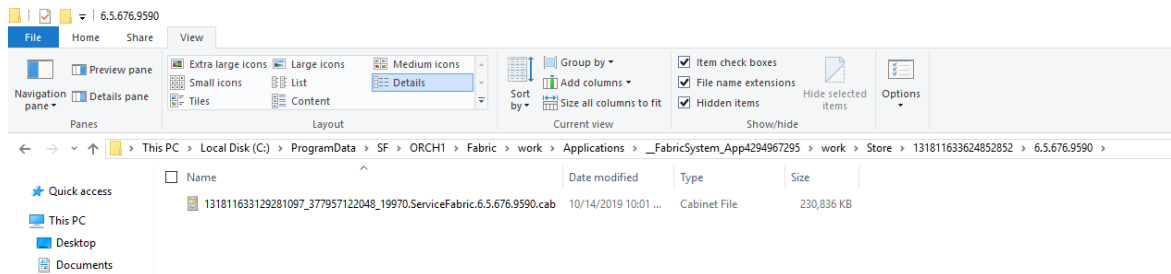 6.5.676.9590
File Home Share View
Navigation pane Preview pane Details pane
Panes
Extra large icons Large icons Medium icons
Small icons List Details
Tiles Content
Layout
Sort by Group by
Add columns
Size all columns to fit
Current view
Item check boxes
File name extensions
Hidden items
Hide selected items
Show/hide
Options
This PC > Local Disk (C:) > ProgramData > SF > ORCH1 > Fabric > work > Applications > __FabricSystem_App4294967295 > work > Store > 131811633624852852 > 6.5.676.9590 >
Name Date modified Type Size
131811633129281097_377957122048_19970.ServiceFabric.6.5.676.9590.cab 10/14/2019 10:01 ... Cabinet File 230,836 KB
Quick access
This PC
Desktop
Documents